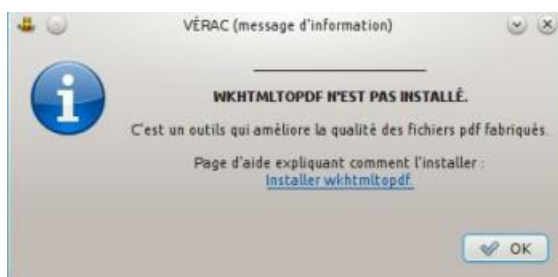 VÉRAC (message d'information)
WKHTMLTOPDF N'EST PAS INSTALLÉ.
C'est un outils qui améliore la qualité des fichiers pdf fabriqués.
Page d'aide expliquant comment l'installer :
Installer wkhtmltopdf.
OK